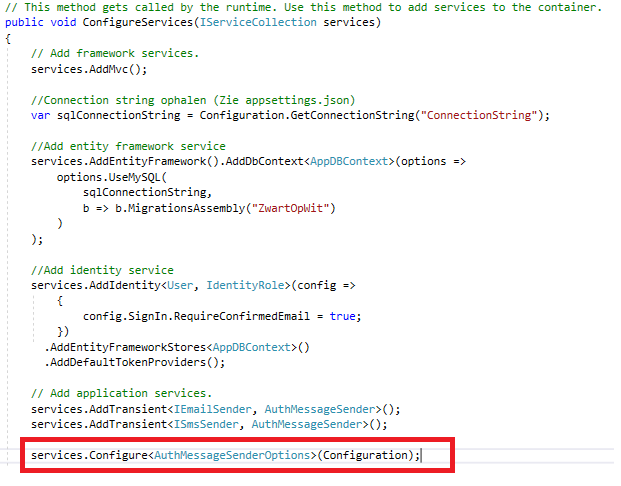 // This method gets called by the runtime. Use this method to add services to the container.
public void ConfigureServices(IServiceCollection services)
{
// Add framework services.
services.AddMvc();
//Connection string ophalen (Zie appsettings.json)
var sqlConnectionString = Configuration.GetConnectionString("ConnectionString");
//Add entity framework service
services.AddEntityFramework().AddDbContext<AppDBContext>(options =>
options.UseMySQL(
sqlConnectionString,
b => b.MigrationsAssembly("ZwartOpWit")
)
);
//Add identity service
services.AddIdentity<User, IdentityRole>(config =>
{
config.SignIn.RequireConfirmedEmail = true;
})
.AddEntityFrameworkStores<AppDBContext>()
.AddDefaultTokenProviders();
// Add application services.
services.AddTransient<IEmailSender, AuthMessageSender>();
services.AddTransient<ISmsSender, AuthMessageSender>();
services.Configure<AuthMessageSenderOptions>(Configuration);